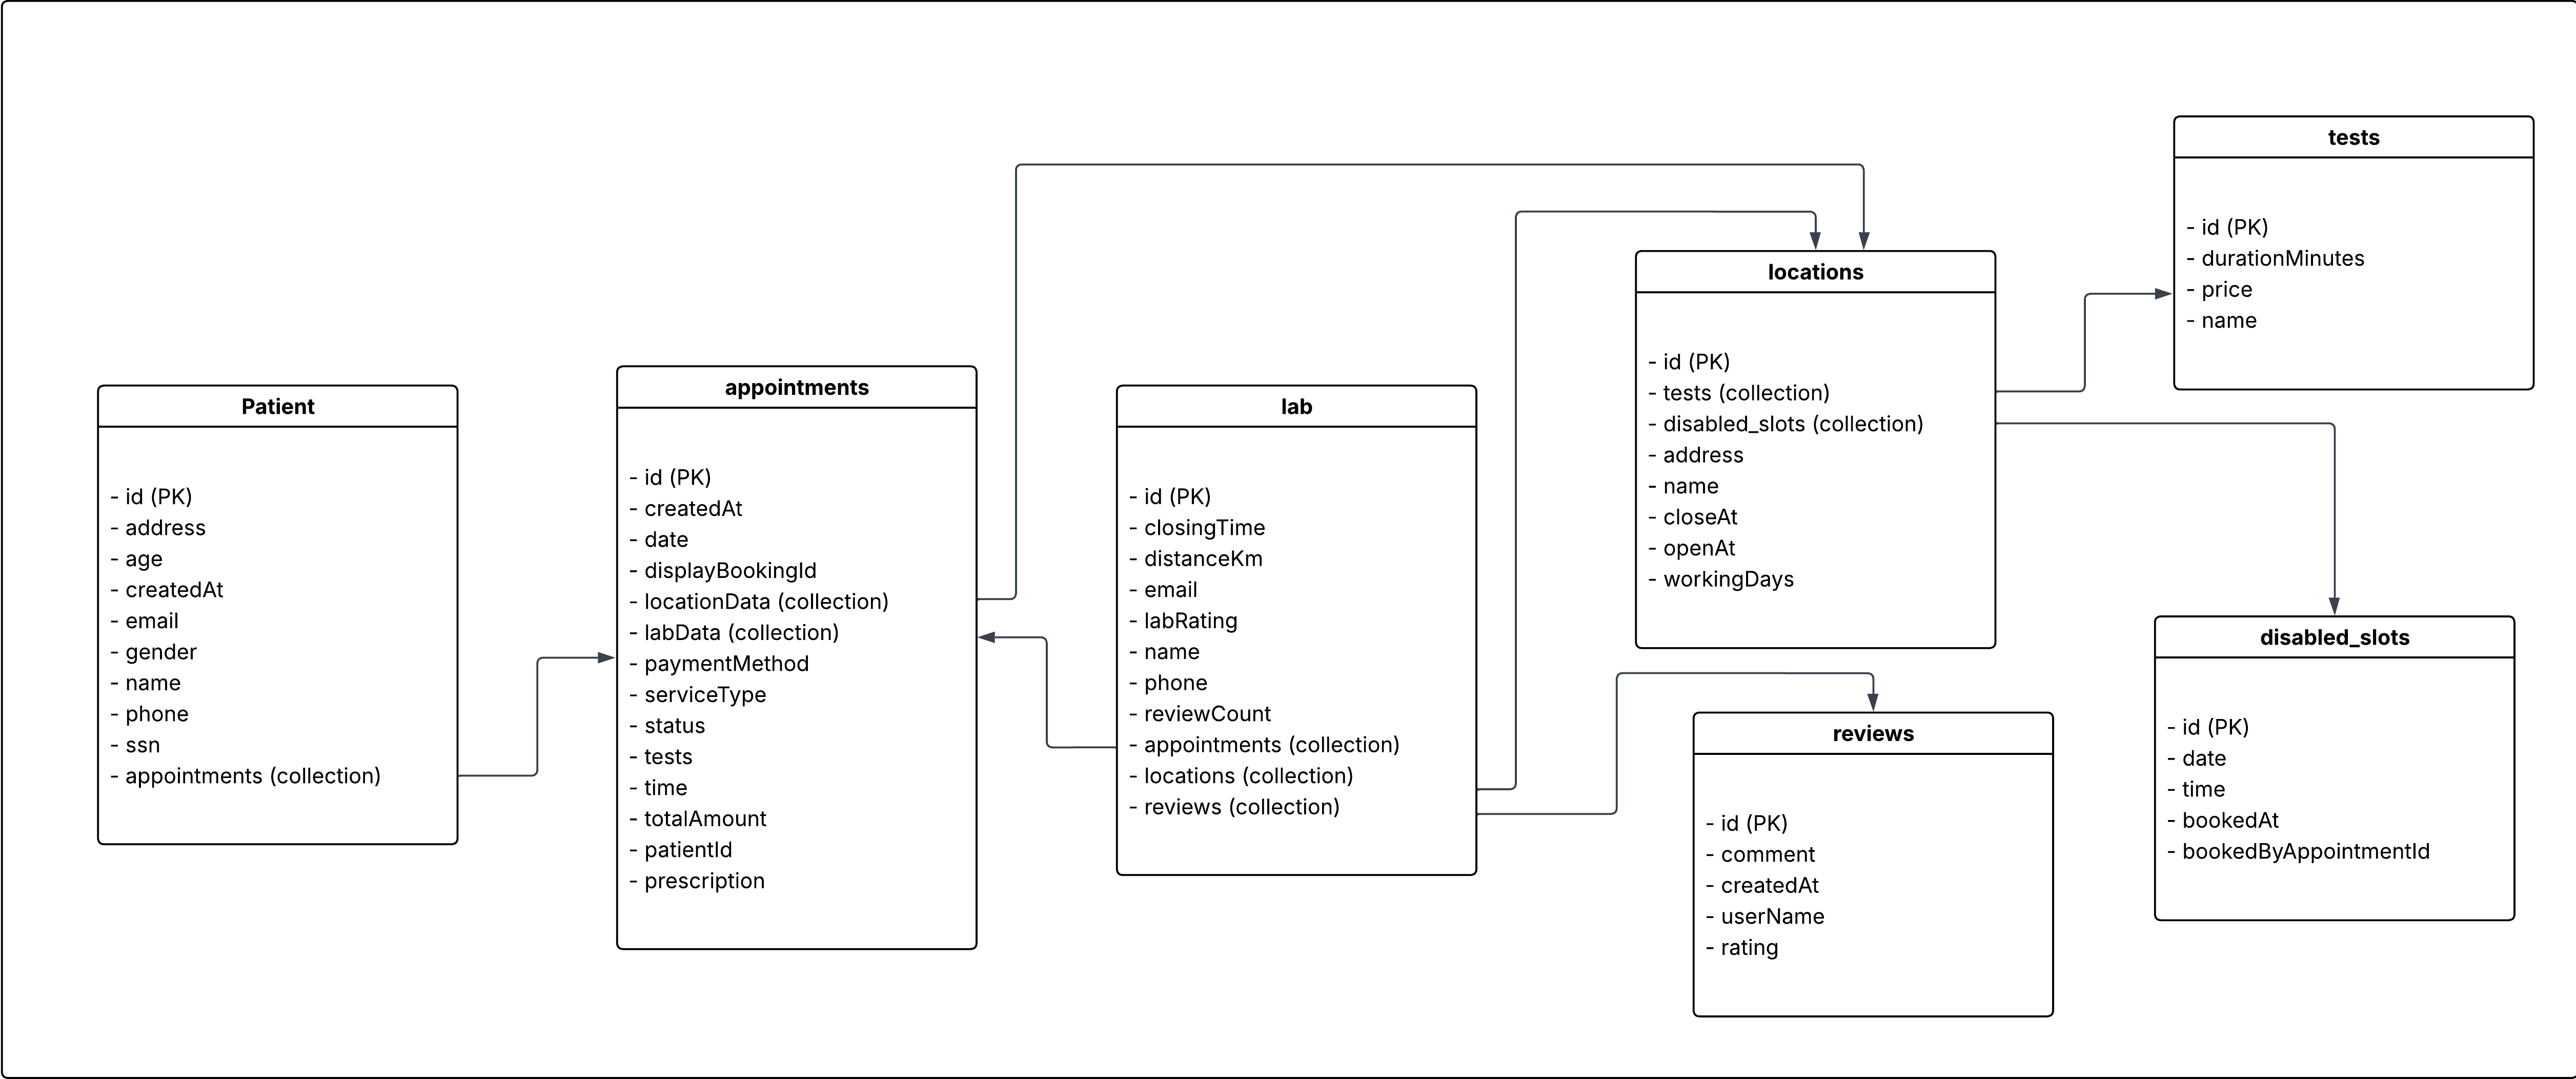 Patient
- id (PK)
- address
- age
- createdAt
- email
- gender
- name
- phone
- ssn
- appointments (collection)
appointments
- id (PK)
- createdAt
- date
- displayBookingId
- locationData (collection)
- labData (collection)
- paymentMethod
- serviceType
- status
- tests
- time
- totalAmount
- patientId
- prescription
lab
- id (PK)
- closingTime
- distanceKm
- email
- labRating
- name
- phone
- reviewCount
- appointments (collection)
- locations (collection)
- reviews (collection)
locations
- id (PK)
- tests (collection)
- disabled_slots (collection)
- address
- name
- closeAt
- openAt
- workingDays
reviews
- id (PK)
- comment
- createdAt
- userName
- rating
tests
- id (PK)
- durationMinutes
- price
- name
disabled_slots
- id (PK)
- date
- time
- bookedAt
- bookedByAppointmentId